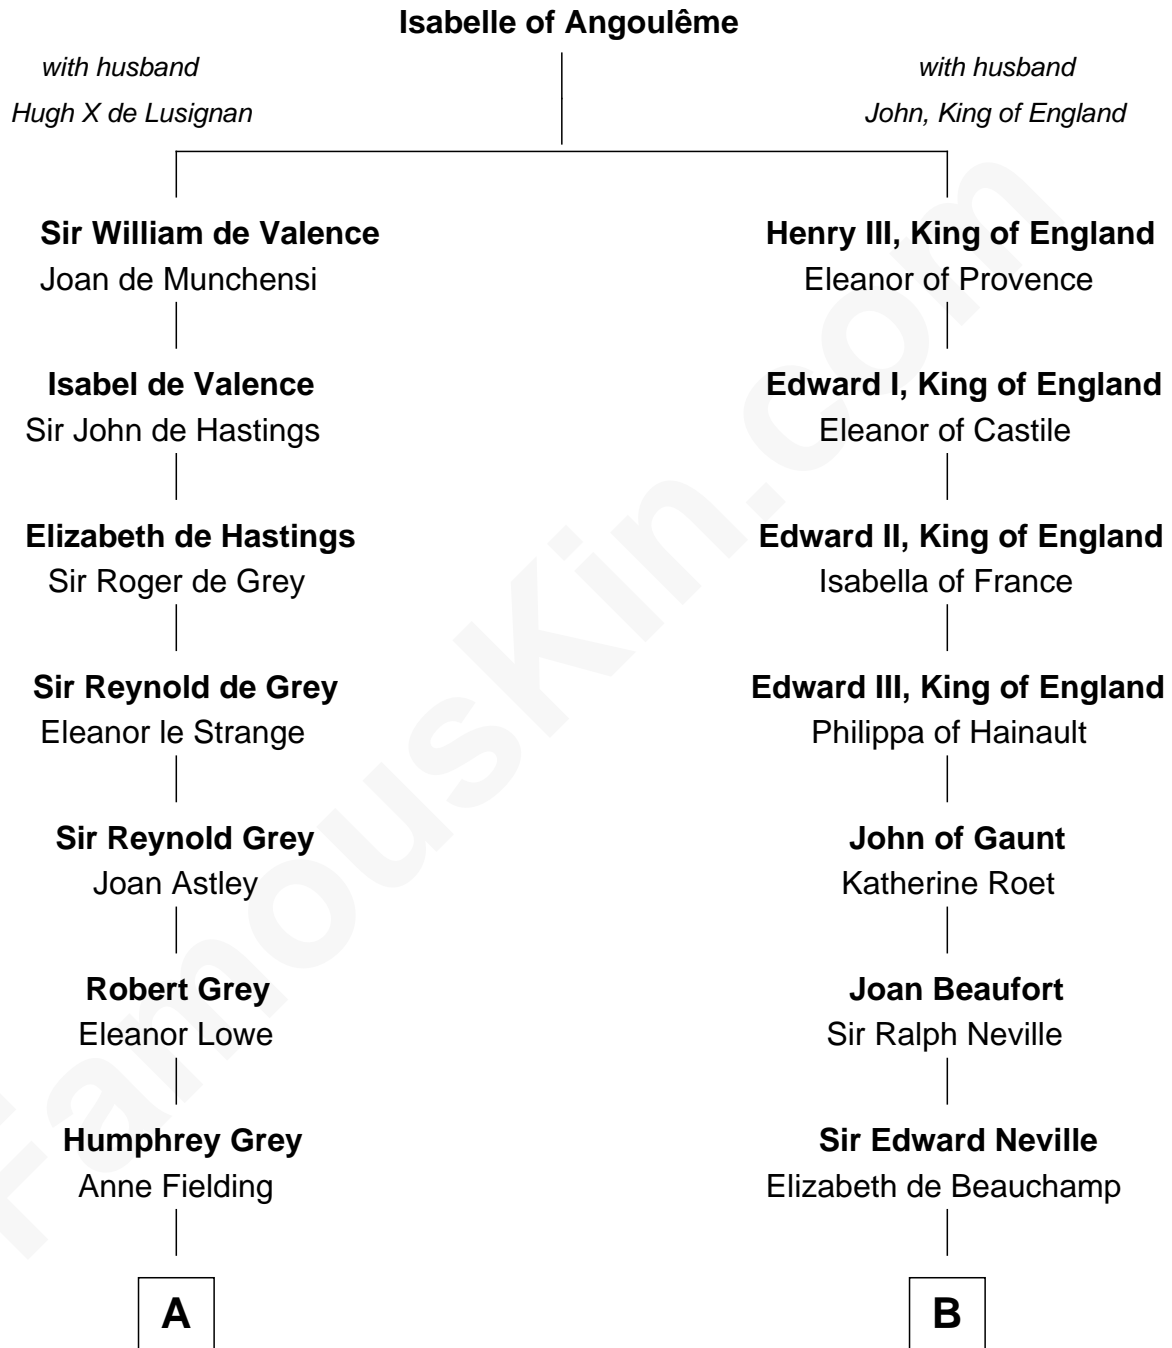 Isabelle of Angoulême
with husband
Hugh X de Lusignan
with husband
John, King of England
Sir William de Valence
Joan de Munchensi
Henry III, King of England
Eleanor of Provence
Isabel de Valence
Sir John de Hastings
Edward I, King of England
Eleanor of Castile
Elizabeth de Hastings
Sir Roger de Grey
Edward II, King of England
Isabella of France
Sir Reynold de Grey
Eleanor le Strange
Edward III, King of England
Philippa of Hainault
Sir Reynold Grey
Joan Astley
John of Gaunt
Katherine Roet
Robert Grey
Eleanor Lowe
Joan Beaufort
Sir Ralph Neville
Humphrey Grey
Anne Fielding
Sir Edward Neville
Elizabeth de Beauchamp
A
B
FamousKin.com